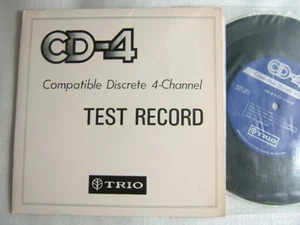 CD-4
Compatible Discrete 4-Channel
TEST RECORD
TRIO
CD-4
TRIO